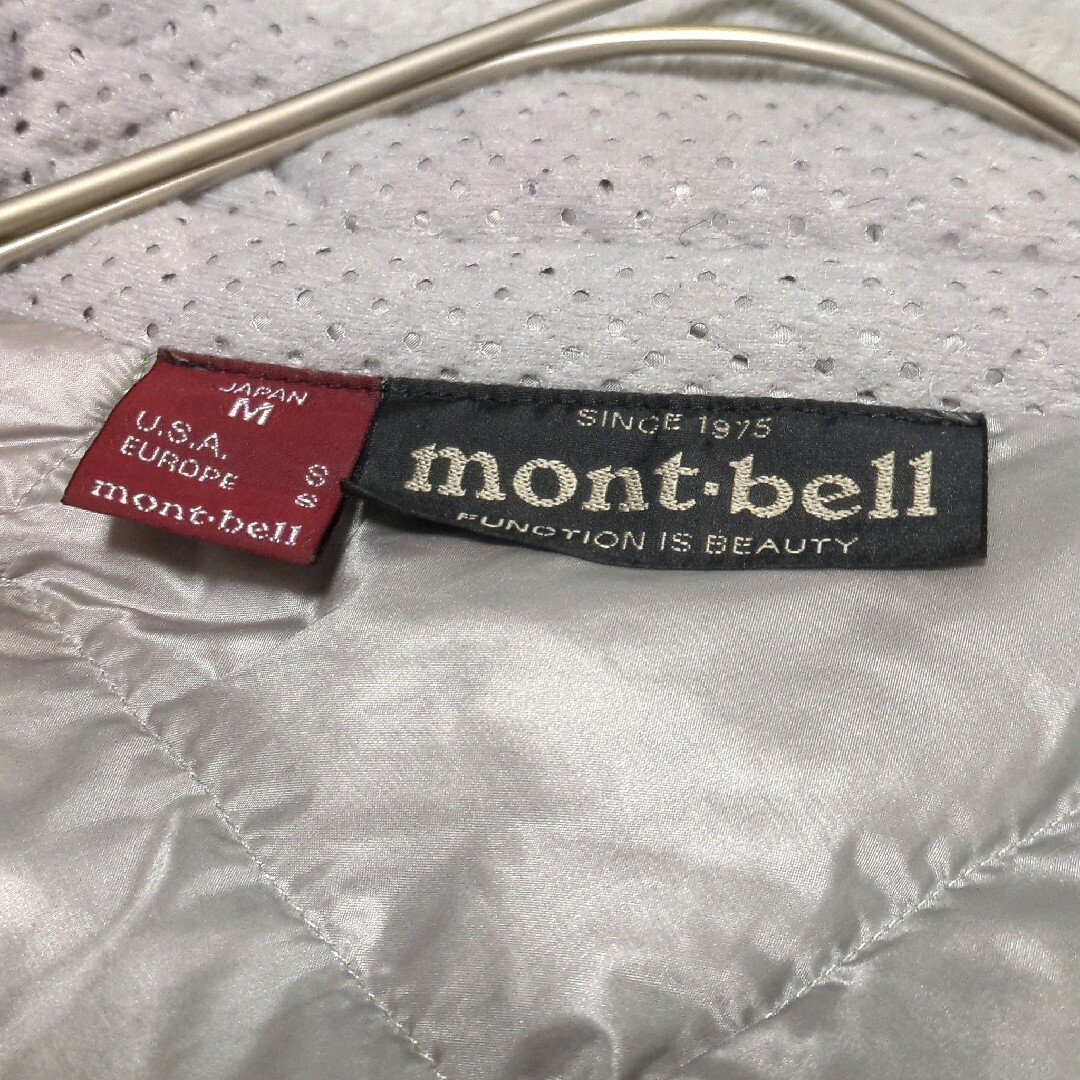 JAPAN
M
U.S.A. S
EUROPE S
mont·bell
SINCE 1975
mont·bell
FUNCTION IS BEAUTY